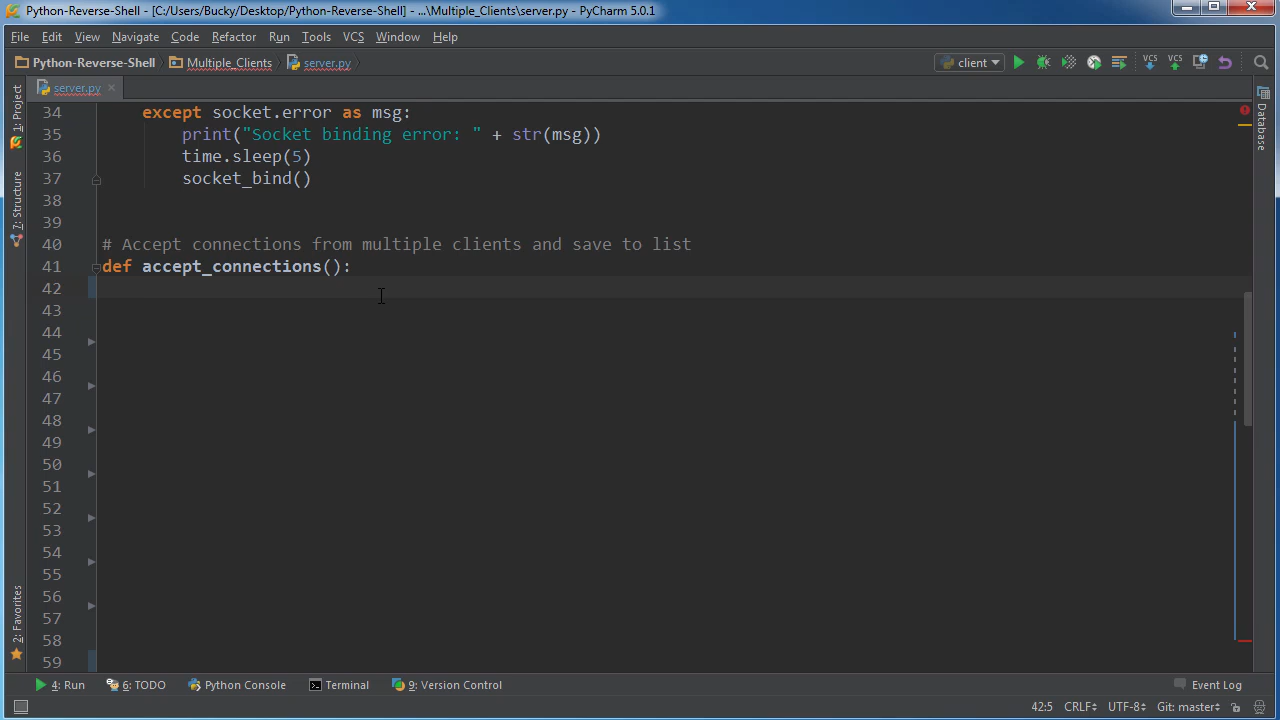 Python-Reverse-Shell - [C:/Users/Bucky/Desktop/Python-Reverse-Shell] - ...\Multiple_Clients\server.py - PyCharm 5.0.1
File Edit View Navigate Code Refactor Run Tools VCS Window Help
Python-Reverse-Shell Multiple_Clients server.py client VCS VCS
server.py
1: Project
7: Structure
2: Favorites
Database
34 except socket.error as msg:
35 print("Socket binding error: " + str(msg))
36 time.sleep(5)
37 socket_bind()
38
39
40 # Accept connections from multiple clients and save to list
41 def accept_connections():
42
43
44
45
46
47
48
49
50
51
52
53
54
55
56
57
58
59
4: Run 6: TODO Python Console Terminal 9: Version Control Event Log
42:5 CRLF UTF-8 Git: master